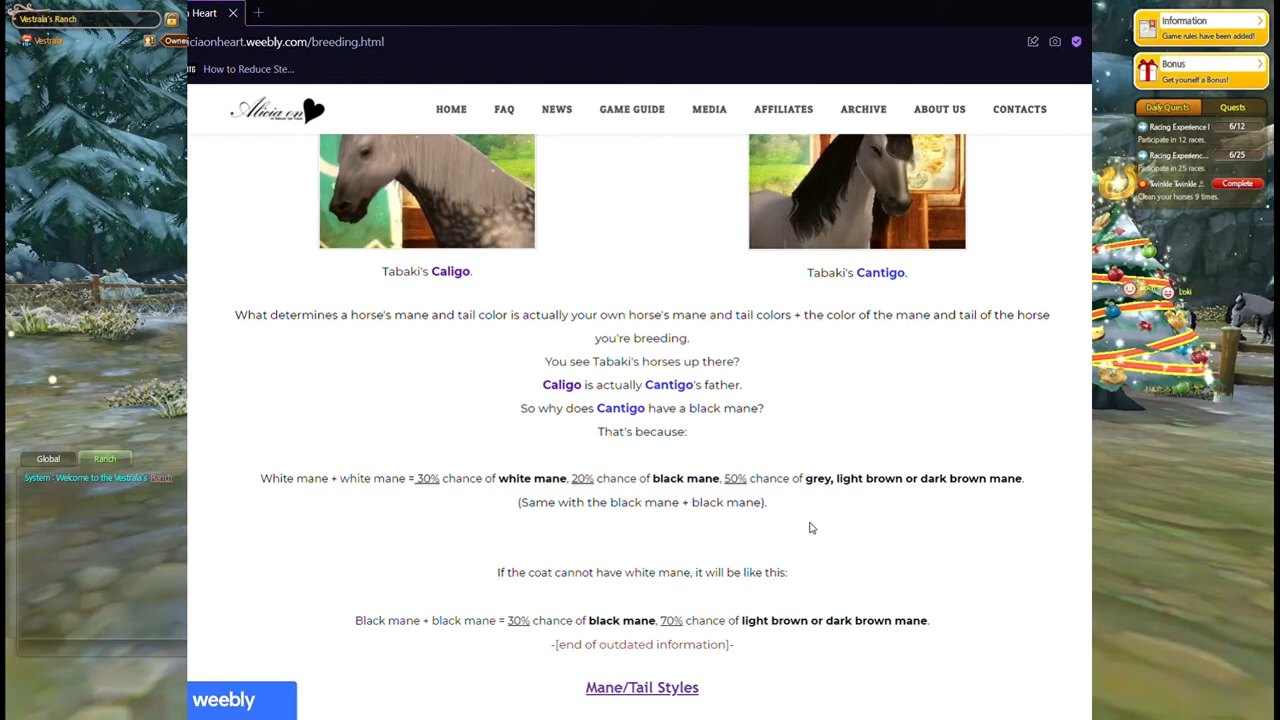 Vestrala's Ranch
Heart
Vestrala
Owner
iciaonheart.weebly.com/breeding.html
How to Reduce Ste...
Alicia on
HOME FAQ NEWS GAME GUIDE MEDIA AFFILIATES ARCHIVE ABOUT US CONTACTS
Tabaki's Caligo.
Tabaki's Cantigo.
What determines a horse's mane and tail color is actually your own horse's mane and tail colors + the color of the mane and tail of the horse
you're breeding.
You see Tabaki's horses up there?
Caligo is actually Cantigo's father.
So why does Cantigo have a black mane?
That's because:
White mane + white mane = 30% chance of white mane, 20% chance of black mane, 50% chance of grey, light brown or dark brown mane.
(Same with the black mane + black mane).
If the coat cannot have white mane, it will be like this:
Black mane + black mane = 30% chance of black mane, 70% chance of light brown or dark brown mane.
-[end of outdated information]-
Mane/Tail Styles
weebly
Global Ranch
System : Welcome to the Vestrala's Ranch.
Information
Game rules have been added!
Bonus
Get yourself a Bonus!
Daily Quests Quests
Racing Experience I 6/12
Participate in 12 races.
Racing Experienc... 6/25
Participate in 25 races.
Twinkle Twinkle ... Complete
Clean your horses 9 times.
loki